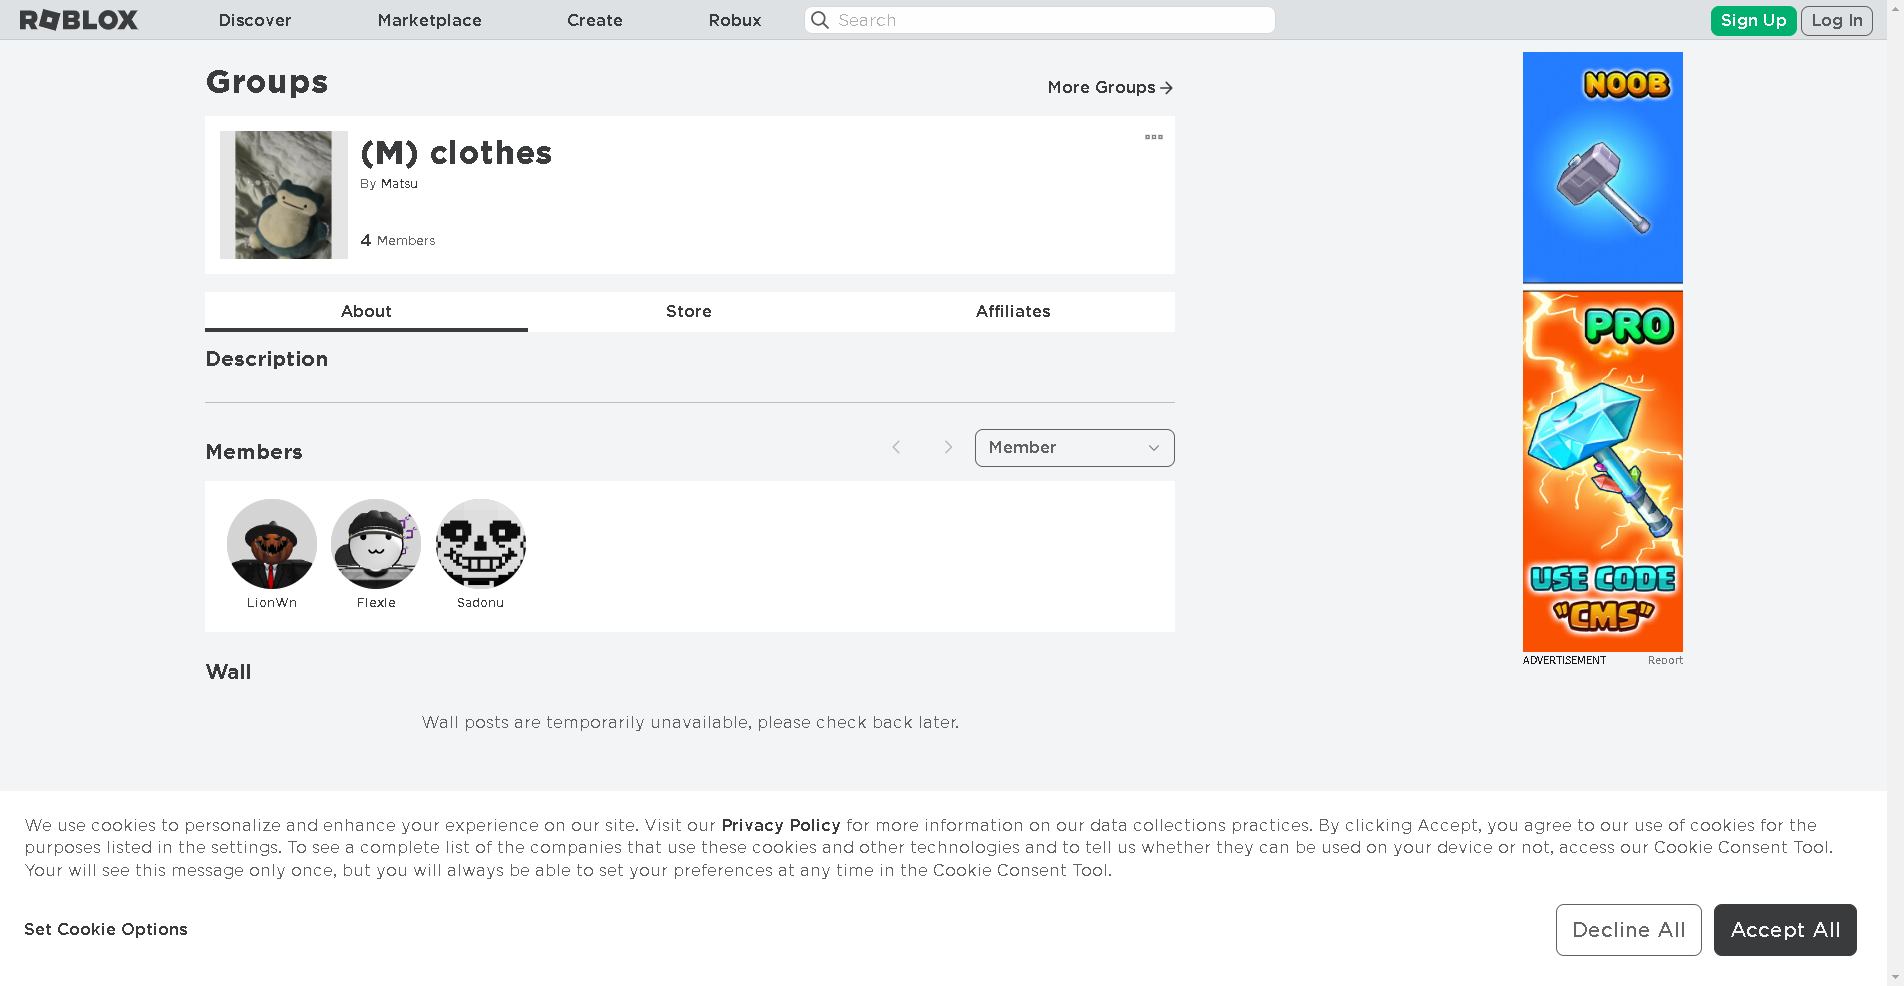 ROBLOX
Discover
Marketplace
Create
Robux
Search
Sign Up
Log In
Groups
More Groups
(M) clothes
By Matsu
4 Members
About
Store
Affiliates
Description
Members
Member
LionWn
Flexle
Sadonu
Wall
Wall posts are temporarily unavailable, please check back later.
NOOB
PRO
USE CODE
"CMS"
ADVERTISEMENT
Report
We use cookies to personalize and enhance your experience on our site. Visit our Privacy Policy for more information on our data collections practices. By clicking Accept, you agree to our use of cookies for the
purposes listed in the settings. To see a complete list of the companies that use these cookies and other technologies and to tell us whether they can be used on your device or not, access our Cookie Consent Tool.
Your will see this message only once, but you will always be able to set your preferences at any time in the Cookie Consent Tool.
Set Cookie Options
Decline All
Accept All